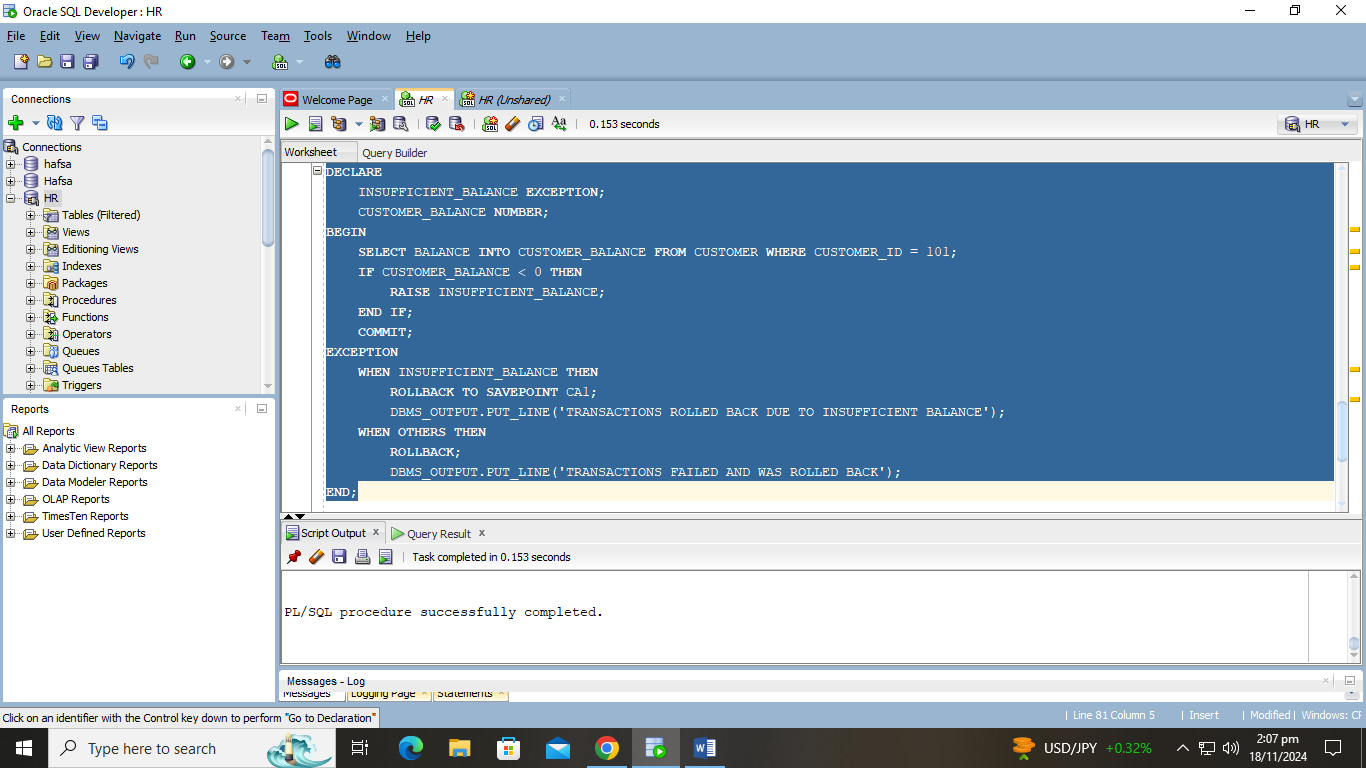 Oracle SQL Developer : HR
File Edit View Navigate Run Source Team Tools Window Help
Connections
Connections
hafsa
Hafsa
HR
Tables (Filtered)
Views
Editioning Views
Indexes
Packages
Procedures
Functions
Operators
Queues
Queues Tables
Triggers
Reports
All Reports
Analytic View Reports
Data Dictionary Reports
Data Modeler Reports
OLAP Reports
TimesTen Reports
User Defined Reports
Welcome Page HR HR (Unshared)
0.153 seconds HR
Worksheet Query Builder
DECLARE
INSUFFICIENT_BALANCE EXCEPTION;
CUSTOMER_BALANCE NUMBER;
BEGIN
SELECT BALANCE INTO CUSTOMER_BALANCE FROM CUSTOMER WHERE CUSTOMER_ID = 101;
IF CUSTOMER_BALANCE < 0 THEN
RAISE INSUFFICIENT_BALANCE;
END IF;
COMMIT;
EXCEPTION
WHEN INSUFFICIENT_BALANCE THEN
ROLLBACK TO SAVEPOINT CA1;
DBMS_OUTPUT.PUT_LINE('TRANSACTIONS ROLLED BACK DUE TO INSUFFICIENT BALANCE');
WHEN OTHERS THEN
ROLLBACK;
DBMS_OUTPUT.PUT_LINE('TRANSACTIONS FAILED AND WAS ROLLED BACK');
END;
Script Output Query Result
Task completed in 0.153 seconds
PL/SQL procedure successfully completed.
Messages - Log
Messages Logging Page Statements
Click on an identifier with the Control key down to perform "Go to Declaration"
Line 81 Column 5 Insert Modified Windows: CF
Type here to search
USD/JPY +0.32%
2:07 pm
18/11/2024